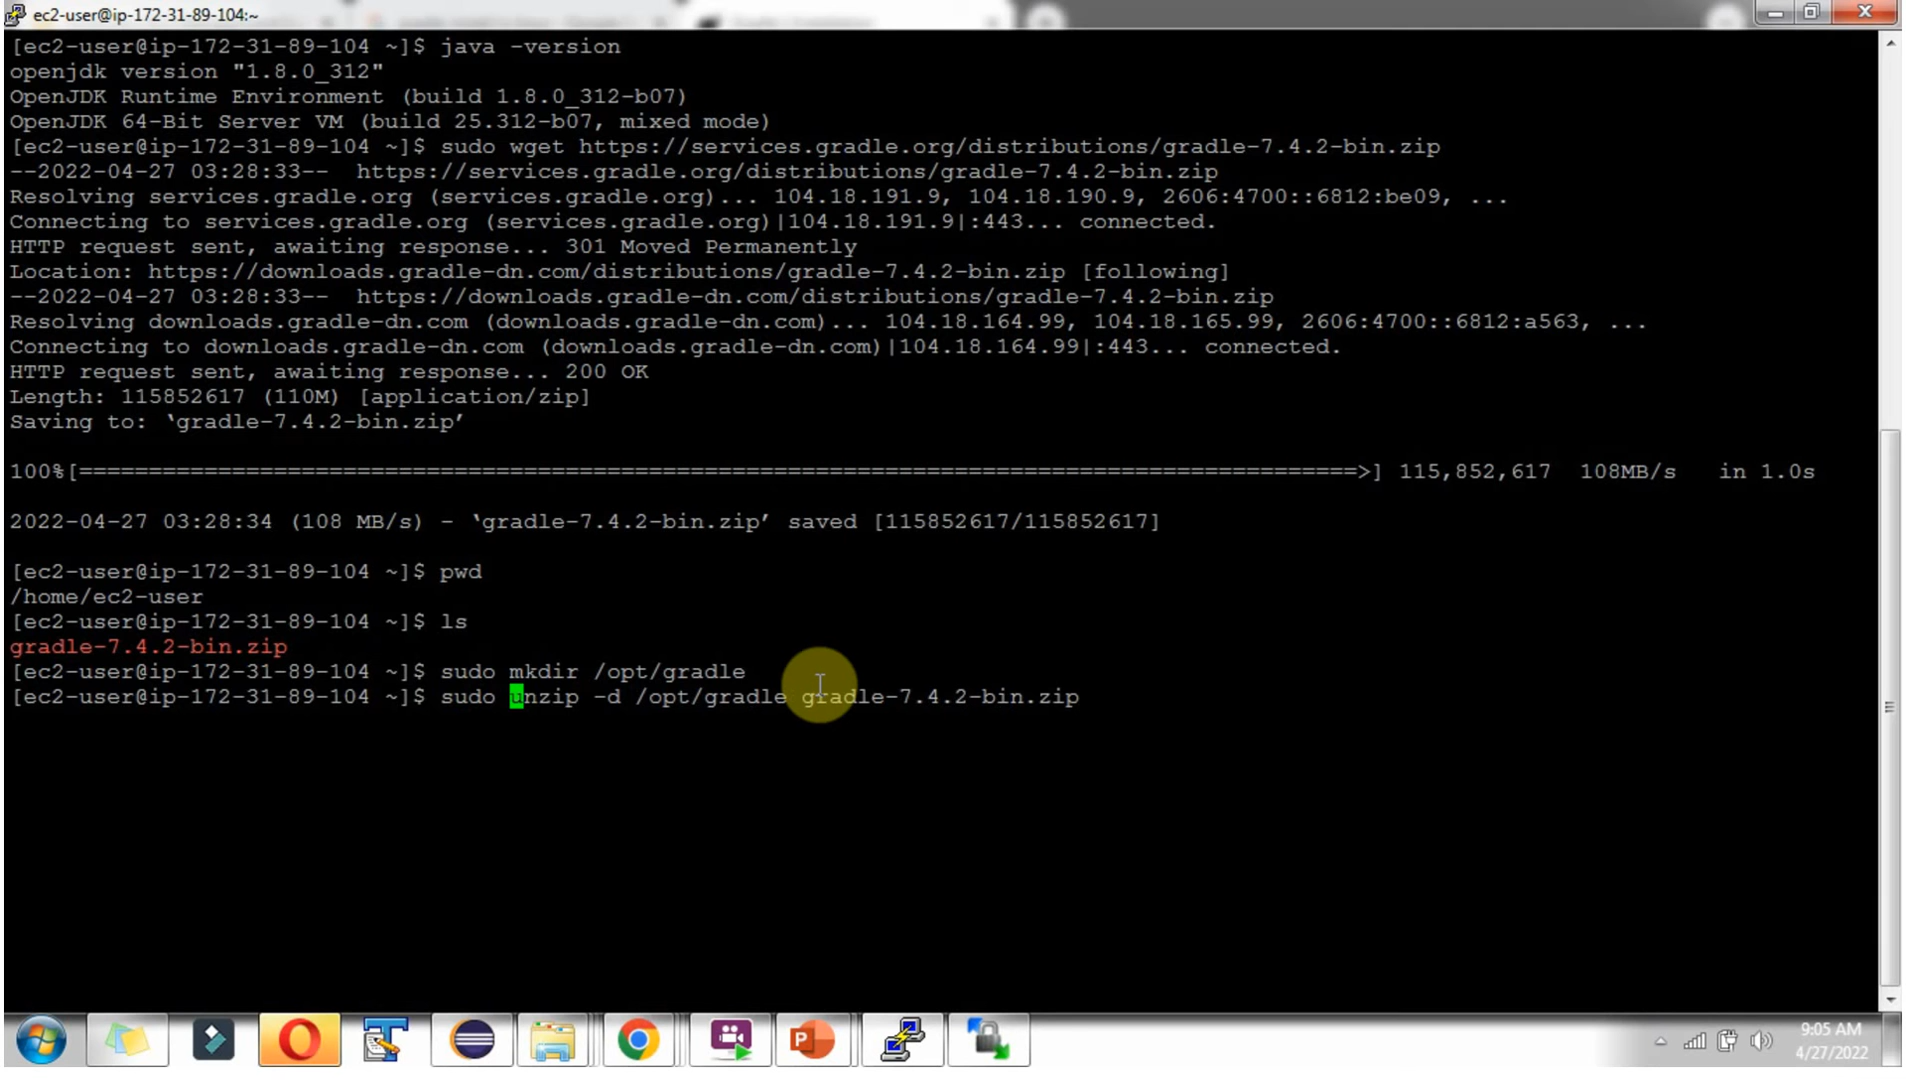 ec2-user@ip-172-31-89-104:~
[ec2-user@ip-172-31-89-104 ~]$ java -version
openjdk version "1.8.0_312"
OpenJDK Runtime Environment (build 1.8.0_312-b07)
OpenJDK 64-Bit Server VM (build 25.312-b07, mixed mode)
[ec2-user@ip-172-31-89-104 ~]$ sudo wget https://services.gradle.org/distributions/gradle-7.4.2-bin.zip
--2022-04-27 03:28:33--  https://services.gradle.org/distributions/gradle-7.4.2-bin.zip
Resolving services.gradle.org (services.gradle.org)... 104.18.191.9, 104.18.190.9, 2606:4700::6812:be09, ...
Connecting to services.gradle.org (services.gradle.org)|104.18.191.9|:443... connected.
HTTP request sent, awaiting response... 301 Moved Permanently
Location: https://downloads.gradle-dn.com/distributions/gradle-7.4.2-bin.zip [following]
--2022-04-27 03:28:33--  https://downloads.gradle-dn.com/distributions/gradle-7.4.2-bin.zip
Resolving downloads.gradle-dn.com (downloads.gradle-dn.com)... 104.18.164.99, 104.18.165.99, 2606:4700::6812:a563, ...
Connecting to downloads.gradle-dn.com (downloads.gradle-dn.com)|104.18.164.99|:443... connected.
HTTP request sent, awaiting response... 200 OK
Length: 115852617 (110M) [application/zip]
Saving to: ‘gradle-7.4.2-bin.zip’
100%[============================================================================================>] 115,852,617  108MB/s   in 1.0s
2022-04-27 03:28:34 (108 MB/s) - ‘gradle-7.4.2-bin.zip’ saved [115852617/115852617]
[ec2-user@ip-172-31-89-104 ~]$ pwd
/home/ec2-user
[ec2-user@ip-172-31-89-104 ~]$ ls
gradle-7.4.2-bin.zip
[ec2-user@ip-172-31-89-104 ~]$ sudo mkdir /opt/gradle
[ec2-user@ip-172-31-89-104 ~]$ sudo unzip -d /opt/gradle gradle-7.4.2-bin.zip
9:05 AM
4/27/2022